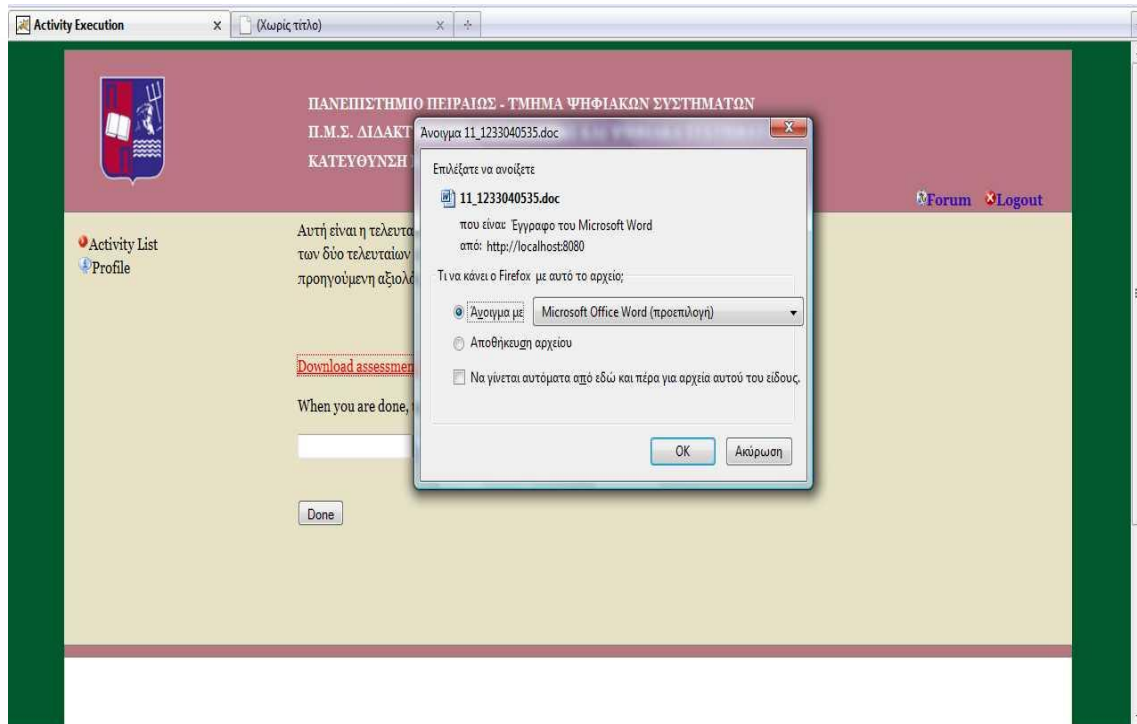 Activity Execution
(Χωρίς τίτλο)
ΠΑΝΕΠΙΣΤΗΜΙΟ ΠΕΙΡΑΙΩΣ - ΤΜΗΜΑ ΨΗΦΙΑΚΩΝ ΣΥΣΤΗΜΑΤΩΝ
Π.Μ.Σ. ΔΙΔΑΚΤ
ΚΑΤΕΥΘΥΝΣΗ
Forum Logout
Activity List
Profile
Αυτή είναι η τελευτα
των δύο τελευταίων
προηγούμενη αξιολό
Download assessmen
When you are done,
Done
Άνοιγμα 11_1233040535.doc
Επιλέξατε να ανοίξετε
11_1233040535.doc
που είναι: Έγγραφο του Microsoft Word
από: http://localhost:8080
Τι να κάνει ο Firefox με αυτό το αρχείο;
Άνοιγμα με Microsoft Office Word (προεπιλογή)
Αποθήκευση αρχείου
Να γίνεται αυτόματα από εδώ και πέρα για αρχεία αυτού του είδους.
OK Ακύρωση